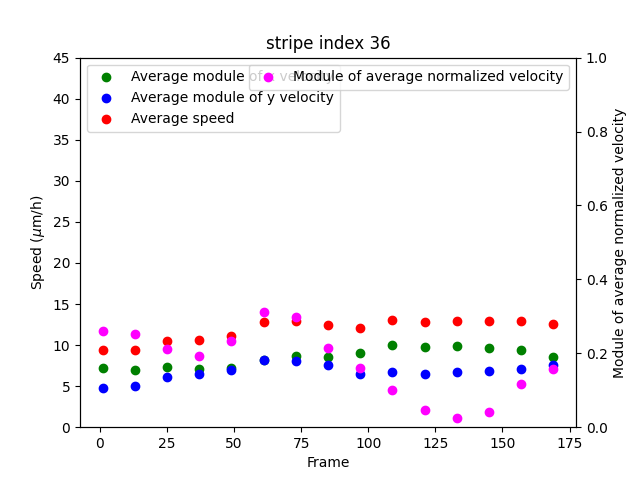 stripe index 36
45
40
35
30
25
20
15
10
5
0
Speed (μm/h)
Average module of x velocity
Average module of y velocity
Average speed
Module of average normalized velocity
1.0
0.8
0.6
0.4
0.2
0.0
Module of average normalized velocity
0 25 50 75 100 125 150 175
Frame